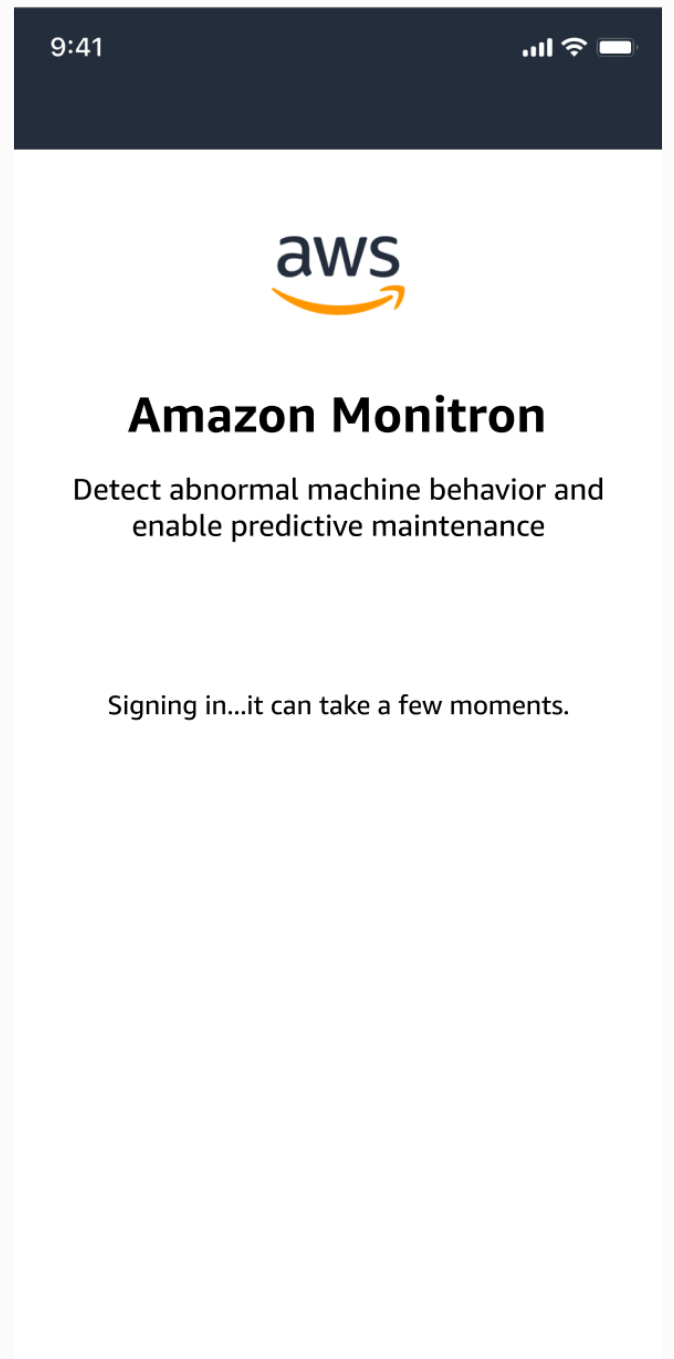 9:41
aws
Amazon Monitron
Detect abnormal machine behavior and
enable predictive maintenance
Signing in...it can take a few moments.